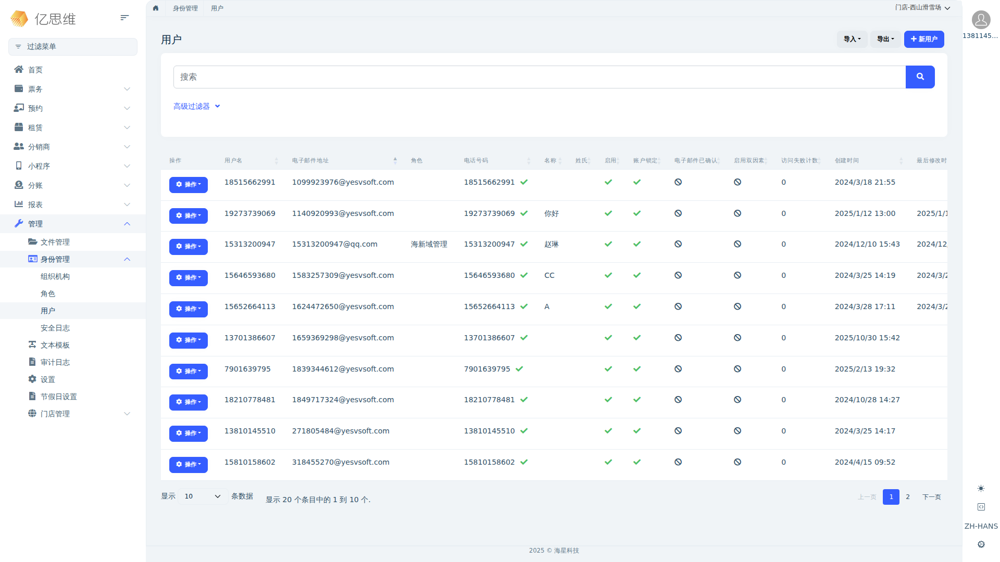 亿思维
过滤菜单
首页
票务
预约
租赁
分销商
小程序
分账
报表
管理
文件管理
身份管理
组织机构
角色
用户
安全日志
文本模板
审计日志
设置
节假日设置
门店管理
身份管理 用户 门店-西山滑雪场
1381145...
用户 导入 导出 新用户
搜索
高级过滤器
操作 用户名 电子邮件地址 角色 电话号码 名称 姓氏 启用 账户锁定 电子邮件已确认 启用双因素 访问失败计数 创建时间 最后修改时
操作 18515662991 1099923976@yesvsoft.com 18515662991 0 2024/3/18 21:55
操作 19273739069 1140920993@yesvsoft.com 19273739069 你好 0 2025/1/12 13:00 2025/1/1
操作 15313200947 15313200947@qq.com 海新域管理 15313200947 赵琳 0 2024/12/10 15:43 2024/12/
操作 15646593680 1583257309@yesvsoft.com 15646593680 CC 0 2024/3/25 14:19 2024/3/2
操作 15652664113 1624472650@yesvsoft.com 15652664113 A 0 2024/3/28 17:11 2024/3/2
操作 13701386607 1659369298@yesvsoft.com 13701386607 0 2025/10/30 15:42
操作 7901639795 1839344612@yesvsoft.com 7901639795 0 2025/2/13 19:32
操作 18210778481 1849717324@yesvsoft.com 18210778481 0 2024/10/28 14:27
操作 13810145510 271805484@yesvsoft.com 13810145510 0 2024/3/25 14:17
操作 15810158602 318455270@yesvsoft.com 15810158602 0 2024/4/15 09:52
显示 10 条数据 显示 20 个条目中的 1 到 10 个. 上一页 1 2 下一页
ZH-HANS
2025 © 海星科技